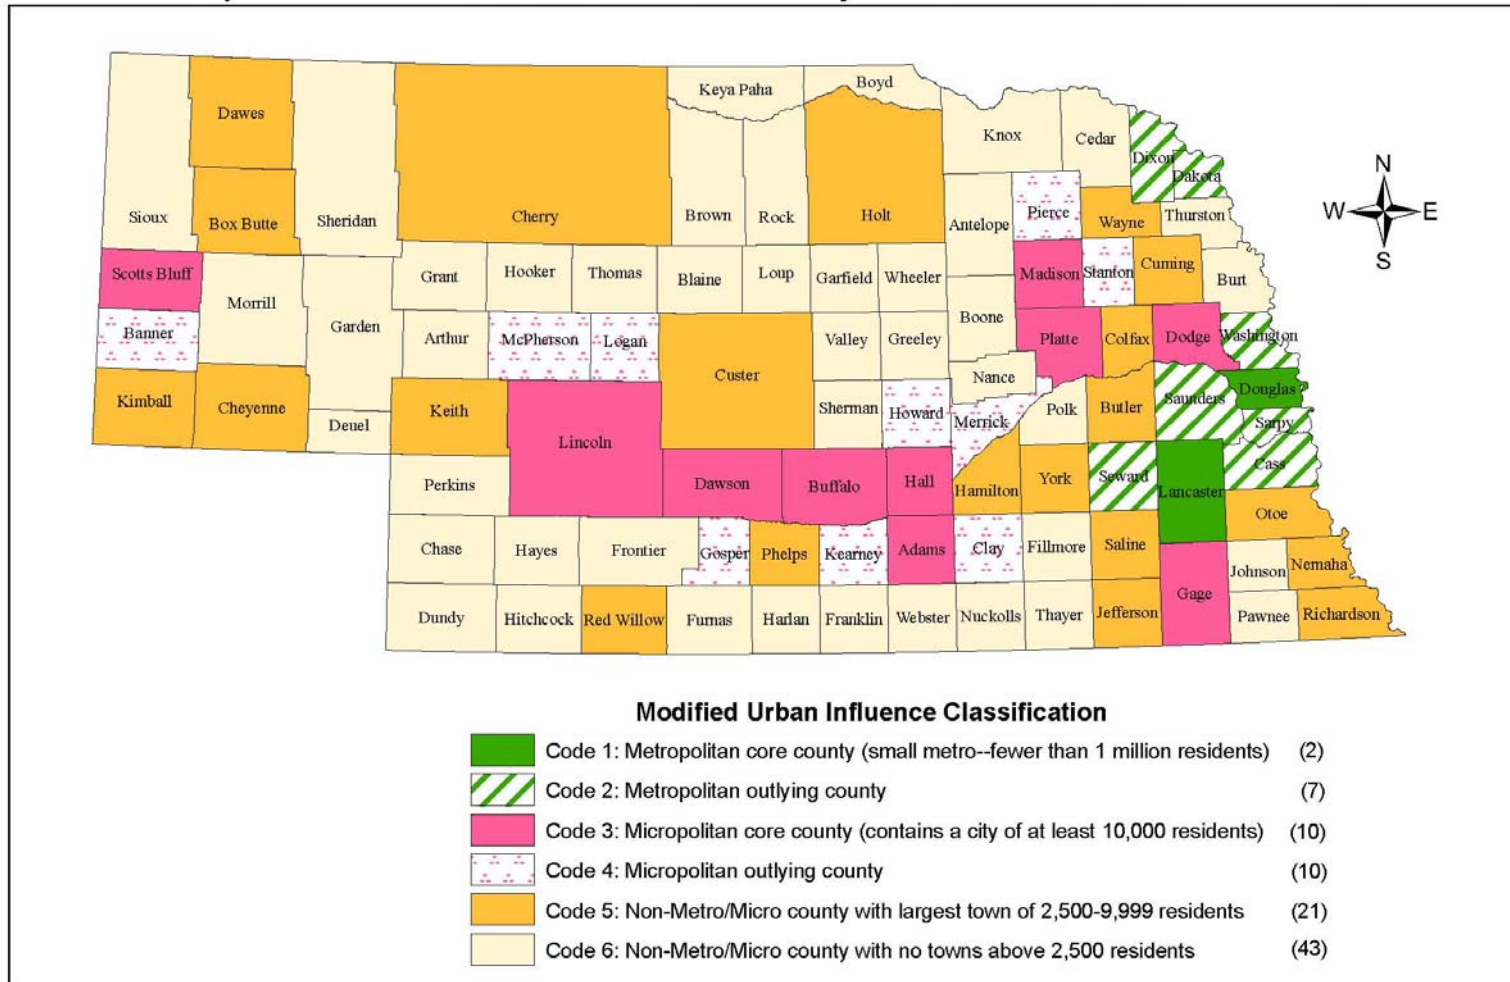 Keya Paha
Boyd
Dawes
Knox
Cedar
Dixon
Dakota
N
W E
S
Sioux
Box Butte
Sheridan
Cherry
Brown
Rock
Holt
Antelope
Pierce
Wayne
Thurston
Scotts Bluff
Morrill
Grant
Hooker
Thomas
Blaine
Loup
Garfield
Wheeler
Madison
Stanton
Cuming
Burt
Banner
Garden
Arthur
McPherson
Logan
Custer
Valley
Greeley
Boone
Platte
Colfax
Dodge
Washington
Kimball
Cheyenne
Deuel
Keith
Lincoln
Sherman
Howard
Nance
Merrick
Polk
Butler
Saunders
Douglas
Sarpy
Perkins
Dawson
Buffalo
Hall
Hamilton
York
Seward
Lancaster
Cass
Otoe
Chase
Hayes
Frontier
Gosper
Phelps
Kearney
Adams
Clay
Fillmore
Saline
Gage
Johnson
Nemaha
Dundy
Hitchcock
Red Willow
Furnas
Harlan
Franklin
Webster
Nuckolls
Thayer
Jefferson
Pawnee
Richardson
Modified Urban Influence Classification
Code 1: Metropolitan core county (small metro--fewer than 1 million residents) (2)
Code 2: Metropolitan outlying county (7)
Code 3: Micropolitan core county (contains a city of at least 10,000 residents) (10)
Code 4: Micropolitan outlying county (10)
Code 5: Non-Metro/Micro county with largest town of 2,500-9,999 residents (21)
Code 6: Non-Metro/Micro county with no towns above 2,500 residents (43)